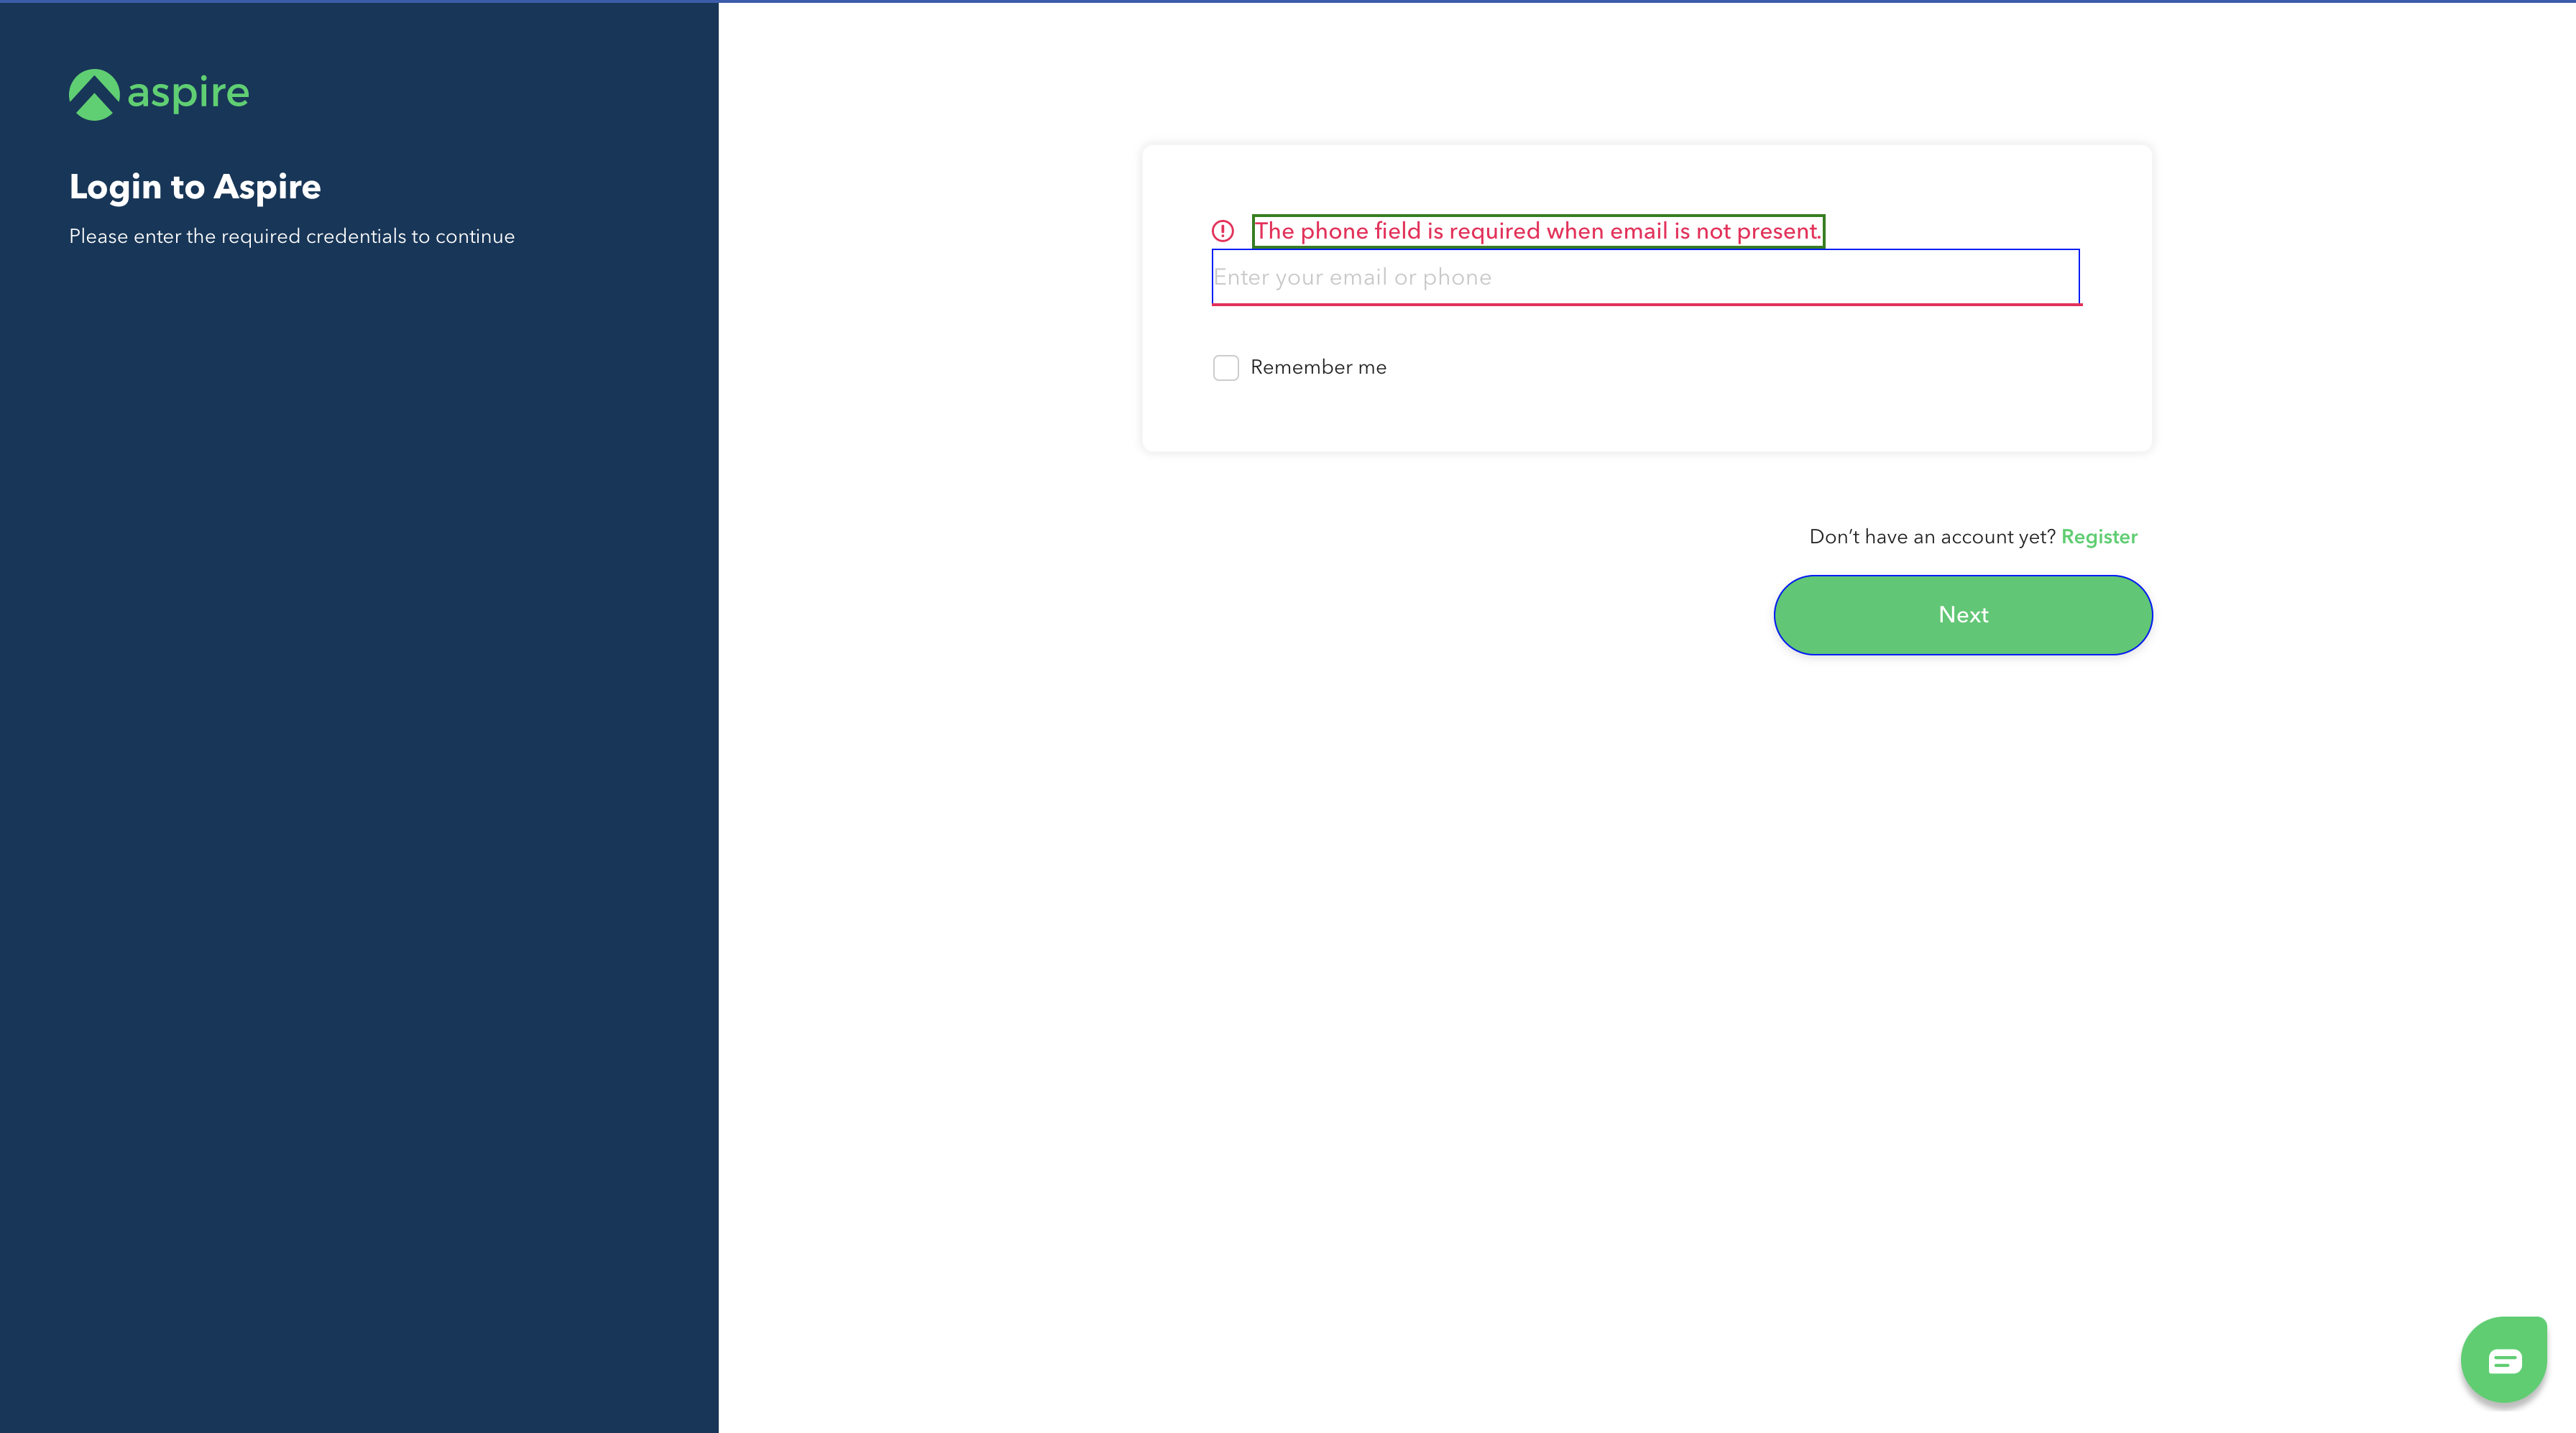 aspire
Login to Aspire
Please enter the required credentials to continue
The phone field is required when email is not present.
Enter your email or phone
Remember me
Don’t have an account yet? Register
Next